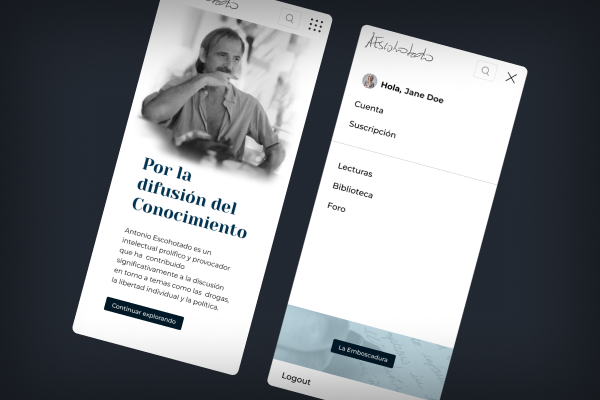 Escohotado
Por la
difusión del
Conocimiento
Antonio Escohotado es un
intelectual prolífico y provocador
que ha contribuido
significativamente a la discusión
en torno a temas como las drogas,
la libertad individual y la política.
Continuar explorando
AEscohotado
Hola, Jane Doe
Cuenta
Suscripción
Lecturas
Biblioteca
Foro
La Emboscadura
Logout